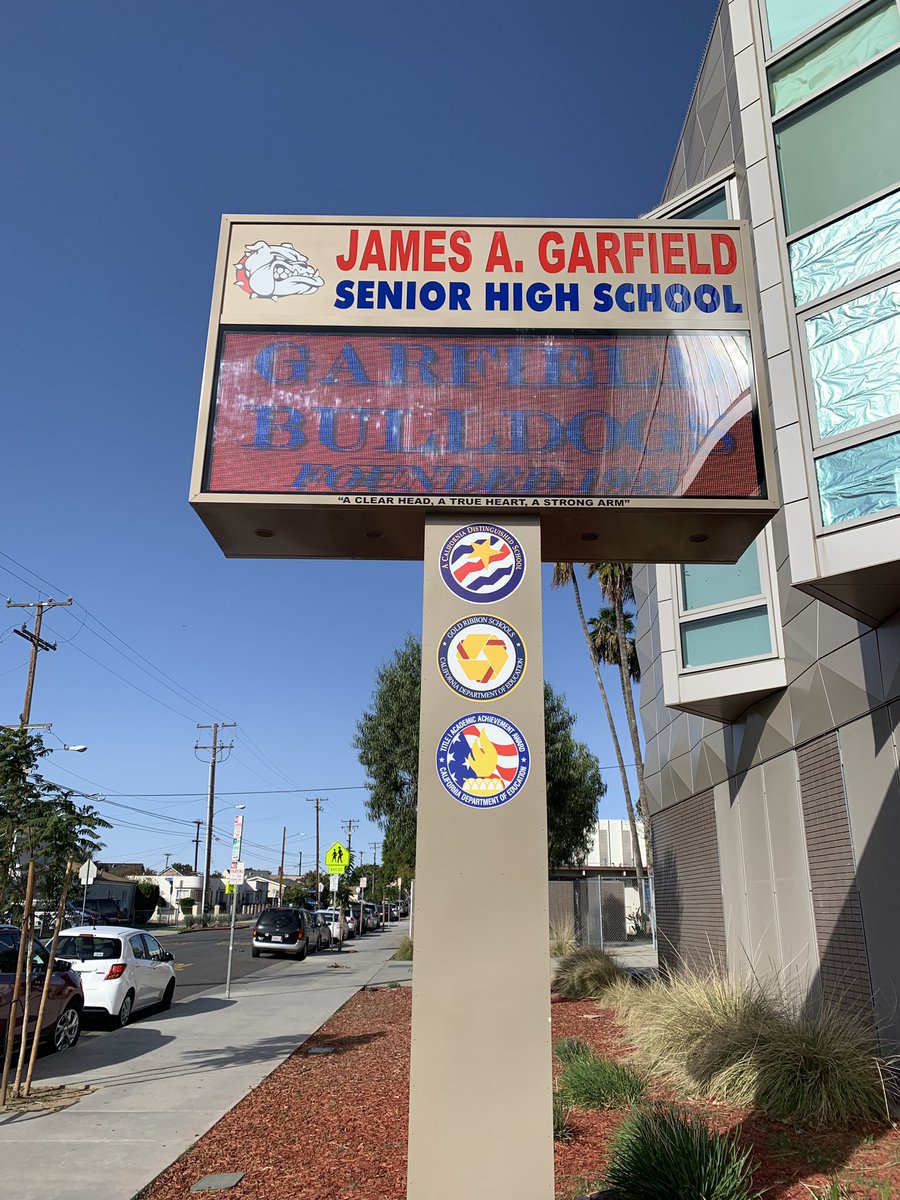 JAMES A. GARFIELD
SENIOR HIGH SCHOOL
GARFIELD
BULLDOGS
FOUNDED
"A CLEAR HEAD, A TRUE HEART, A STRONG ARM"
A CALIFORNIA DISTINGUISHED SCHOOL
GOLD RIBBON SCHOOLS
CALIFORNIA DEPARTMENT OF EDUCATION
TITLE I ACADEMIC ACHIEVEMENT AWARD
CALIFORNIA DEPARTMENT OF EDUCATION